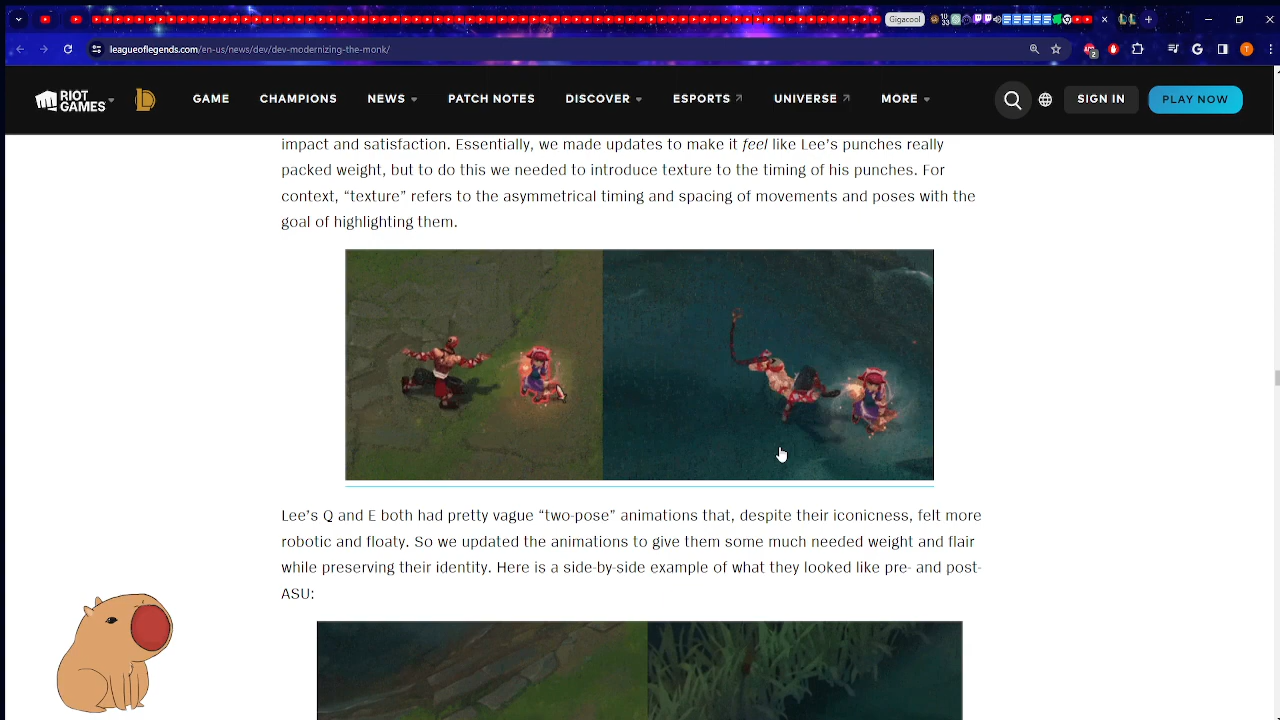 Gigacool
leagueoflegends.com/en-us/news/dev/dev-modernizing-the-monk/
2
T
RIOT
GAMES
GAME CHAMPIONS NEWS PATCH NOTES DISCOVER ESPORTS UNIVERSE MORE SIGN IN PLAY NOW
impact and satisfaction. Essentially, we made updates to make it feel like Lee's punches really
packed weight, but to do this we needed to introduce texture to the timing of his punches. For
context, “texture” refers to the asymmetrical timing and spacing of movements and poses with the
goal of highlighting them.
Lee's Q and E both had pretty vague “two-pose” animations that, despite their iconicness, felt more
robotic and floaty. So we updated the animations to give them some much needed weight and flair
while preserving their identity. Here is a side-by-side example of what they looked like pre- and post-
ASU: